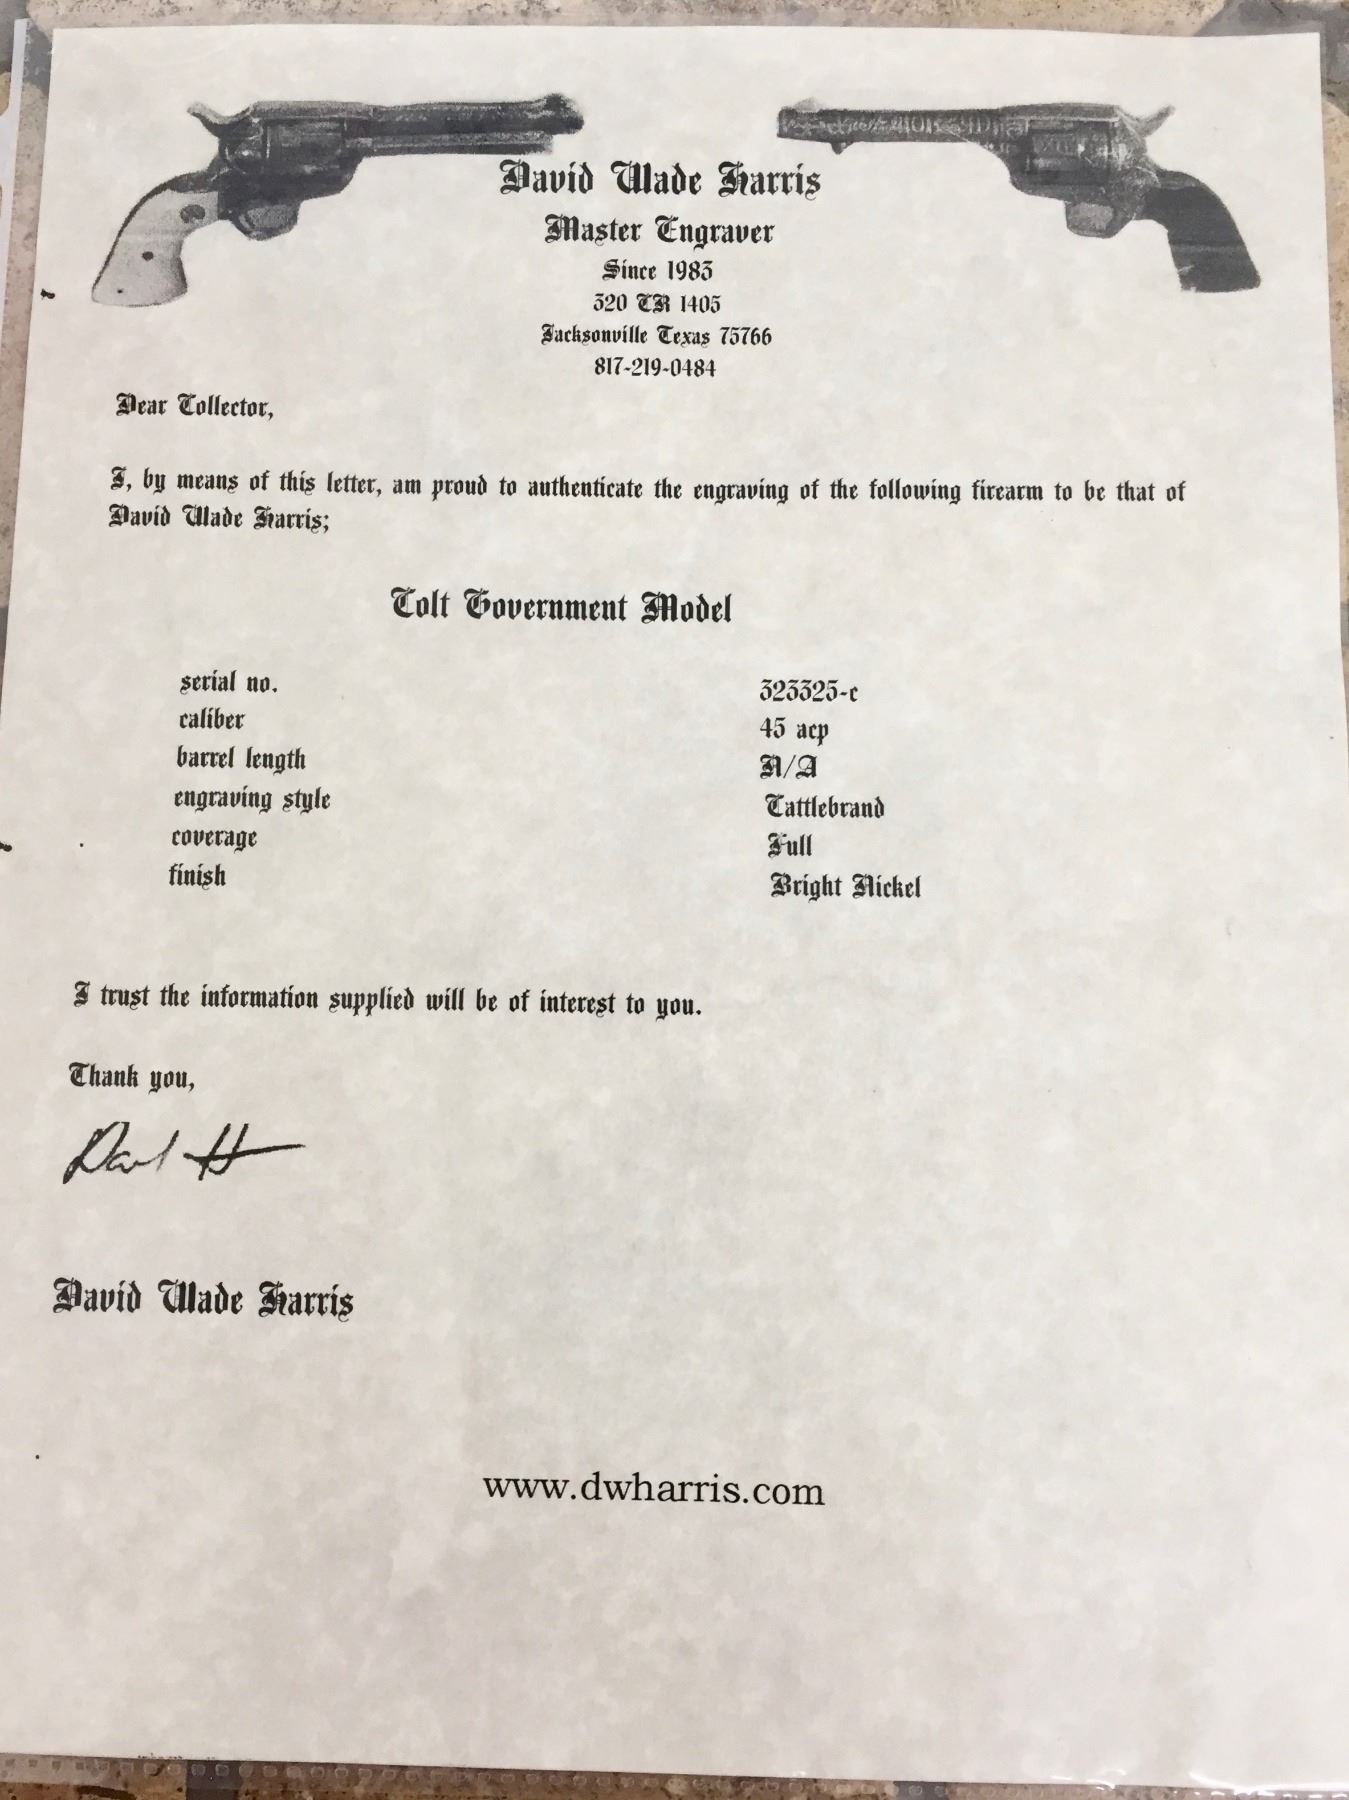 David Wade Harris
Master Engraver
Since 1983
320 CR 1405
Jacksonville Texas 75766
817-219-0484
Dear Collector,
I, by means of this letter, am proud to authenticate the engraving of the following firearm to be that of
David Wade Harris;
Colt Government Model
serial no. 323325-c
caliber 45 acp
barrel length N/A
engraving style Cattlebrand
coverage Full
finish Bright Nickel
I trust the information supplied will be of interest to you.
Thank you,
David Wade Harris
www.dwharris.com